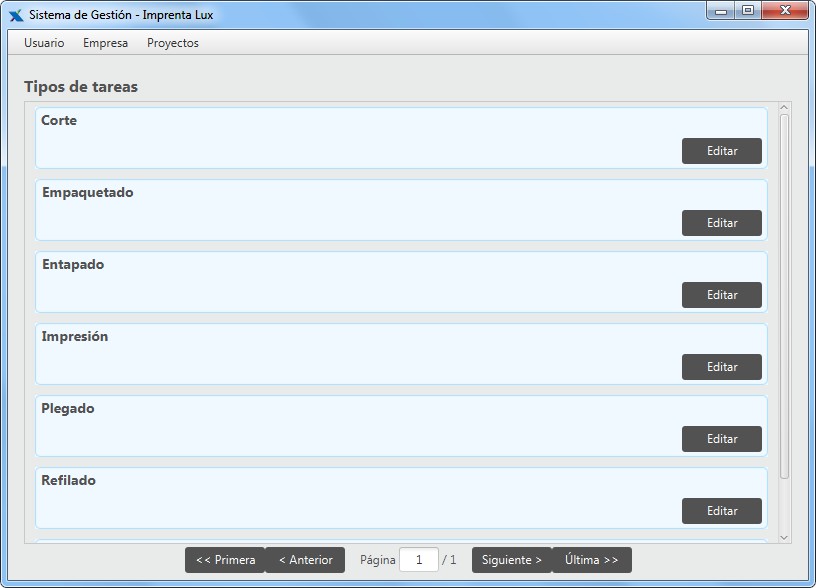 Sistema de Gestión - Imprenta Lux
Usuario Empresa Proyectos
Tipos de tareas
Corte
Editar
Empaquetado
Editar
Entapado
Editar
Impresión
Editar
Plegado
Editar
Refilado
Editar
<< Primera < Anterior Página 1 / 1 Siguiente > Última >>